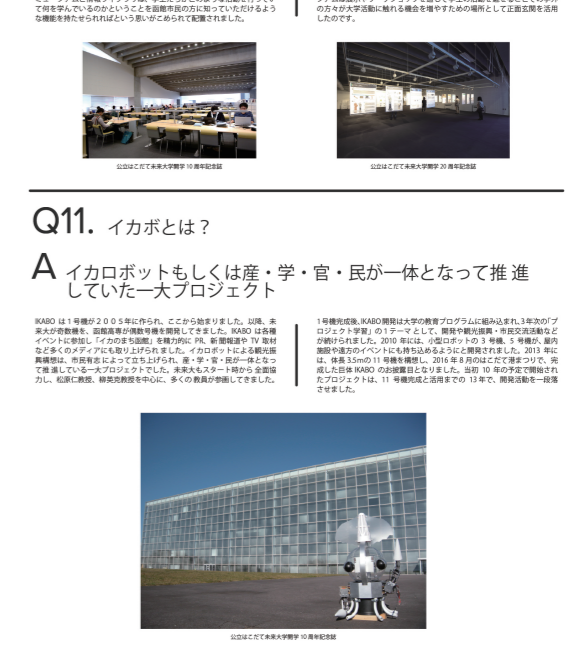 て何を学んでいるのかということを函館市民の方に知っていただけるよう
な機能を持たせられればという思いがこめられて配置されました。
の方々が大学活動に触れる機会を増やすための場所として正面玄関を活用
したのです。
公立はこだて未来大学開学 10 周年記念誌
公立はこだて未来大学開学 20 周年記念誌
Q11. イカボとは？
A イカロボットもしくは産・学・官・民が一体となって推 進
していた一大プロジェクト
IKABO は 1 号機が２００５年に作られ、ここから始まりました。以降、未
来大が奇数機を、函館高専が偶数号機を開発してきました。IKABO は各種
イベントに参加し「イカのまち函館」を精力的に PR、新 聞報道や TV 取材
など多くのメディアにも取り上げられ ました。イカロボットによる観光振
興構想は、市民有志 によって立ち上げられ、産・学・官・民が一体となっ
て推 進している一大プロジェクトでした。未来大もスタート時から 全面協
力し、松原仁教授、柳英克教授を中心に、多くの 教員が参画してきました。
1 号機完成後、IKABO 開発は大学の教育プログラムに組み込まれ、3 年次の「プ
ロジェクト学習」の 1 テーマ として、開発や観光振興・市民交流活動など
が続けられました。2010 年には、小型ロボットの 3 号機、5 号機が、屋内
施設や遠方のイベントにも持ち込めるようにと開発されました。2013 年に
は、体長 3.5mの 11 号機を構想し、2016 年 8 月のはこだて港まつりで、完
成した巨体 IKABO のお披露目となりました。当初 10 年の予定で開始され
たプロジェクトは、11 号機完成と活用までの 13 年で、開発活動を一段落
させました。
公立はこだて未来大学開学 10 周年記念誌